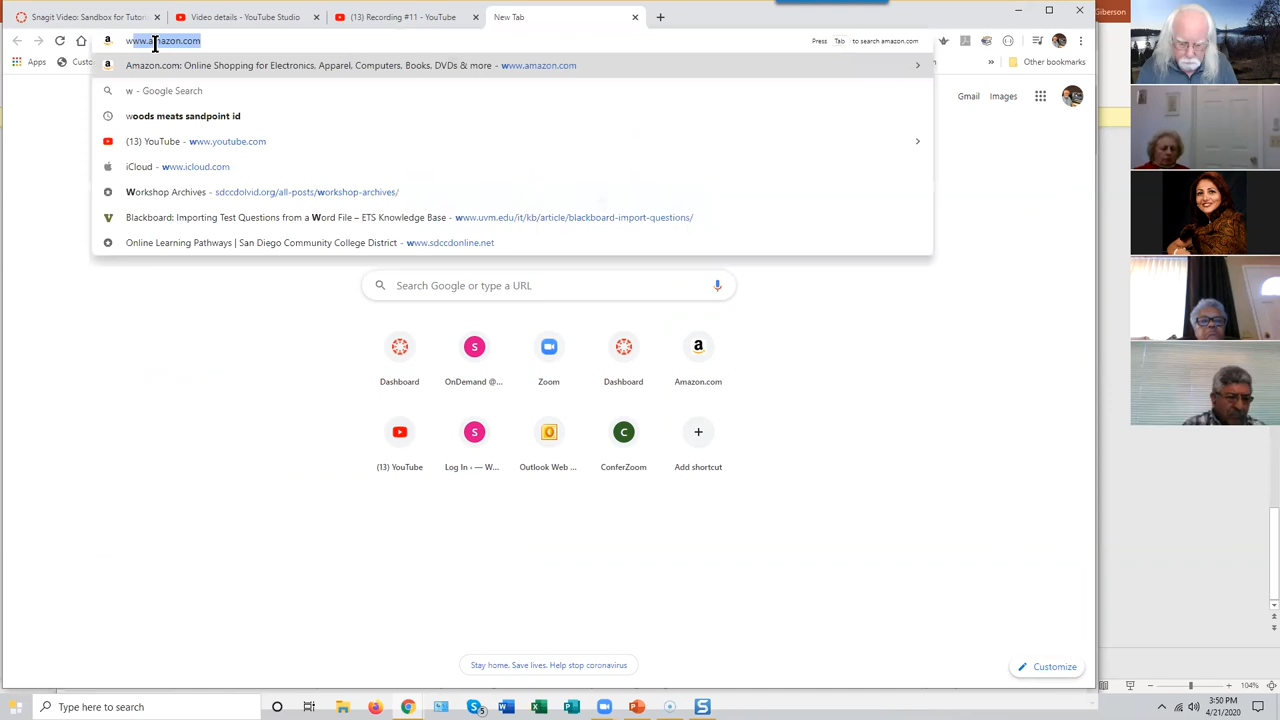 Snagit Video: Sandbox for Tutori
Video details - YouTube Studio
(13) Recording #11 - YouTube
New Tab
Giberson
www.amazon.com
Press Tab to search amazon.com
Apps
Custo
Other bookmarks
Amazon.com: Online Shopping for Electronics, Apparel, Computers, Books, DVDs & more - www.amazon.com
w - Google Search
woods meats sandpoint id
(13) YouTube - www.youtube.com
iCloud - www.icloud.com
Workshop Archives - sdccdolvid.org/all-posts/workshop-archives/
Blackboard: Importing Test Questions from a Word File – ETS Knowledge Base - www.uvm.edu/it/kb/article/blackboard-import-questions/
Online Learning Pathways | San Diego Community College District - www.sdccdonline.net
Gmail
Images
Search Google or type a URL
Dashboard
OnDemand @...
Zoom
Dashboard
Amazon.com
(13) YouTube
Log In ‹ — W...
Outlook Web ...
ConferZoom
Add shortcut
Stay home. Save lives. Help stop coronavirus
Customize
104%
Type here to search
3:50 PM
4/21/2020